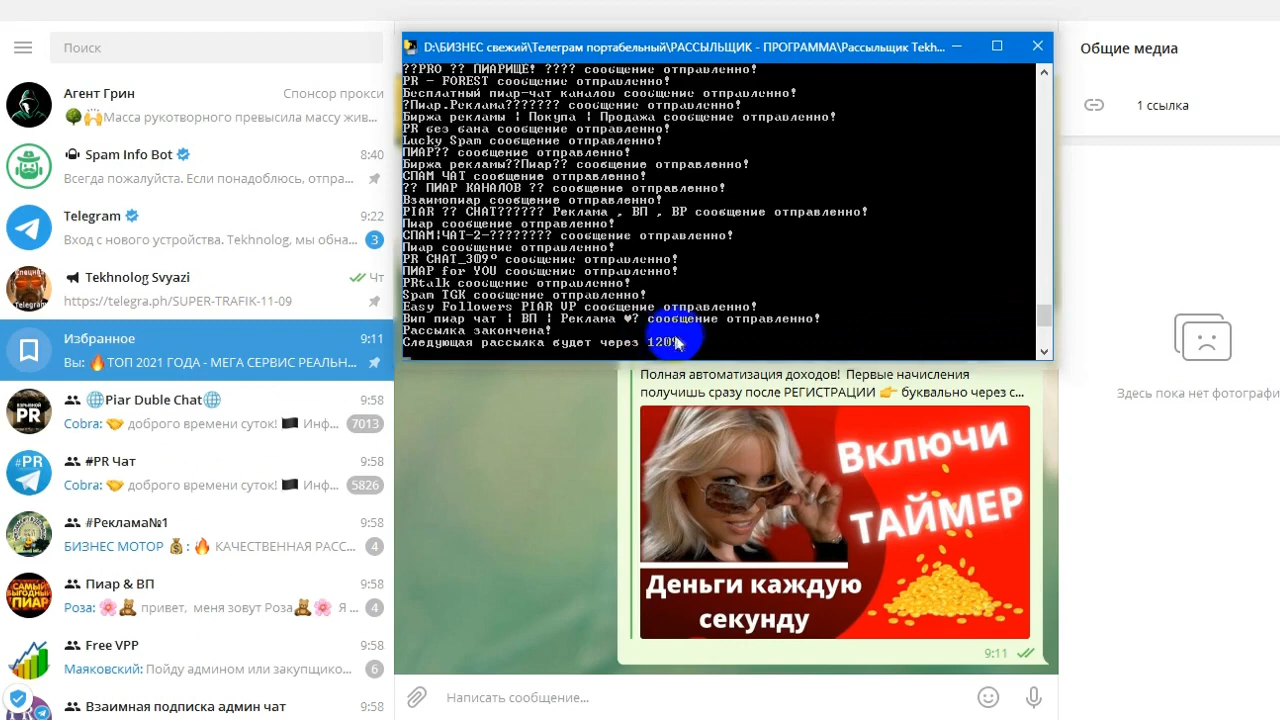 Поиск
Агент Грин
Спонсор прокси
🌳🙌Масса рукотворного превысила массу жив...
Spam Info Bot
8:40
Всегда пожалуйста. Если понадоблюсь, отпра...
Telegram
9:22
Вход с нового устройства. Tekhnolog, мы обна...
3
Tekhnolog Svyazi
Чт
https://telegra.ph/SUPER-TRAFIK-11-09
Избранное
9:11
Вы: 🔥ТОП 2021 ГОДА - МЕГА СЕРВИС РЕАЛЬН...
🌐Piar Duble Chat🌐
9:58
Cobra: 🤝 доброго времени суток! 🏴 Инф...
7013
#PR Чат
9:58
Cobra: 🤝 доброго времени суток! 🏴 Инф...
5826
#Реклама№1
9:58
БИЗНЕС МОТОР 💰: 🔥 КАЧЕСТВЕННАЯ РАСС...
4
Пиар & ВП
9:58
Роза: 🌸🧸 привет, меня зовут Роза🧸🌸 Я ...
4
Free VPP
9:58
Маяковский: Пойду админом или закупщико...
6
Взаимная подписка админ чат
9:58
ВЗРЫВНОЙ
PR
#PR
САМЫЙ
ВЫГОДНЫЙ
ПИАР
D:\БИЗНЕС свежий\Телеграм портабельный\РАССЫЛЬЩИК - ПРОГРАММА\Рассыльщик Tekh...
??PRO ?? ПИАРИЩЕ! ???? сообщение отправленно!
PR - FOREST сообщение отправленно!
Бесплатный пиар-чат каналов сообщение отправленно!
?Пиар.Реклама??????? сообщение отправленно!
Биржа рекламы ¦ Покупа ¦ Продажа сообщение отправленно!
PR без бана сообщение отправленно!
Lucky Spam сообщение отправленно!
ПИАР?? сообщение отправленно!
Биржа рекламы??Пиар?? сообщение отправленно!
СПАМ ЧАТ сообщение отправленно!
?? ПИАР КАНАЛОВ ?? сообщение отправленно!
Взаимопиар сообщение отправленно!
PIAR ?? CHAT?????? Реклама , ВП , ВР сообщение отправленно!
Пиар сообщение отправленно!
СПАМ¦ЧАТ-2-???????? сообщение отправленно!
Пиар сообщение отправленно!
PR CHAT_309° сообщение отправленно!
ПИАР for YOU сообщение отправленно!
PRtalk сообщение отправленно!
Spam TGK сообщение отправленно!
Easy Followers PIAR VP сообщение отправленно!
Вип пиар чат ¦ ВП ¦ Реклама ♥? сообщение отправленно!
Рассылка закончена!
Следующая рассылка будет через 1209
Полная автоматизация доходов! Первые начисления
получишь сразу после РЕГИСТРАЦИИ 👉 буквально через с...
ВКЛЮЧИ
ТАЙМЕР
Деньги каждую
секунду
9:11
Написать сообщение...
Общие медиа
1 ссылка
Здесь пока нет фотографи